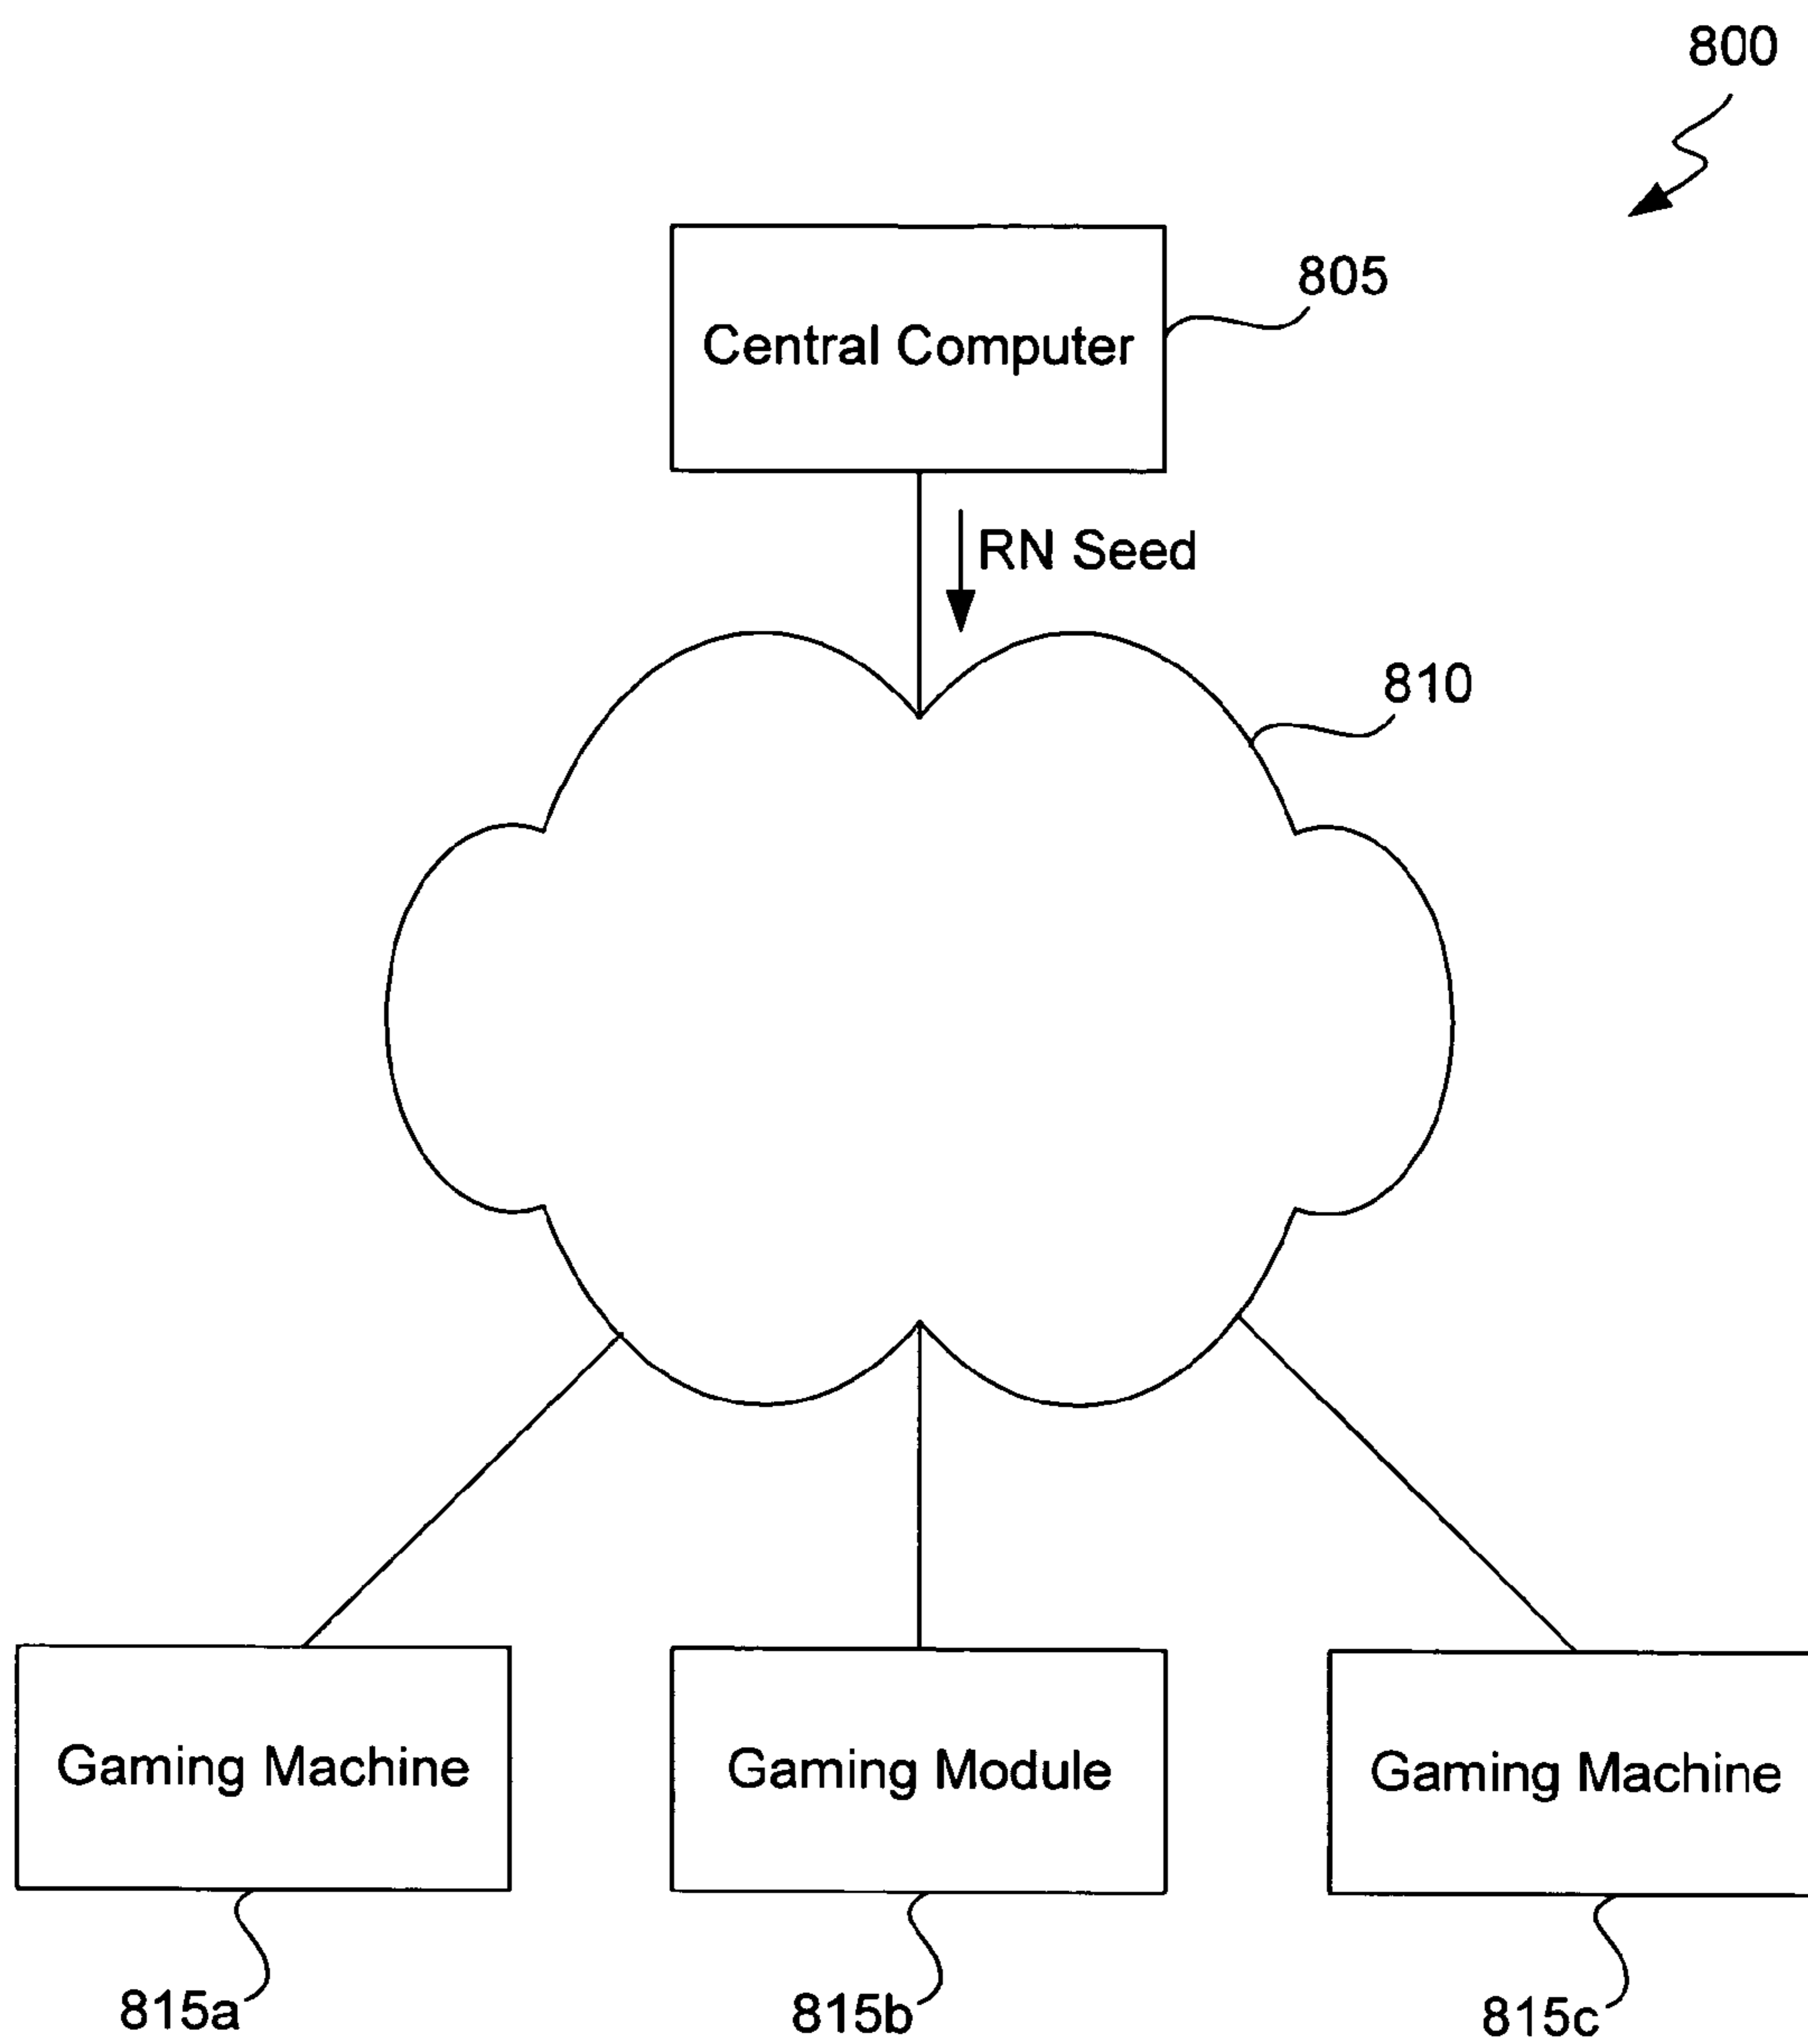 800
805
Central Computer
RN Seed
810
Gaming Machine
Gaming Module
Gaming Machine
815a
815b
815c